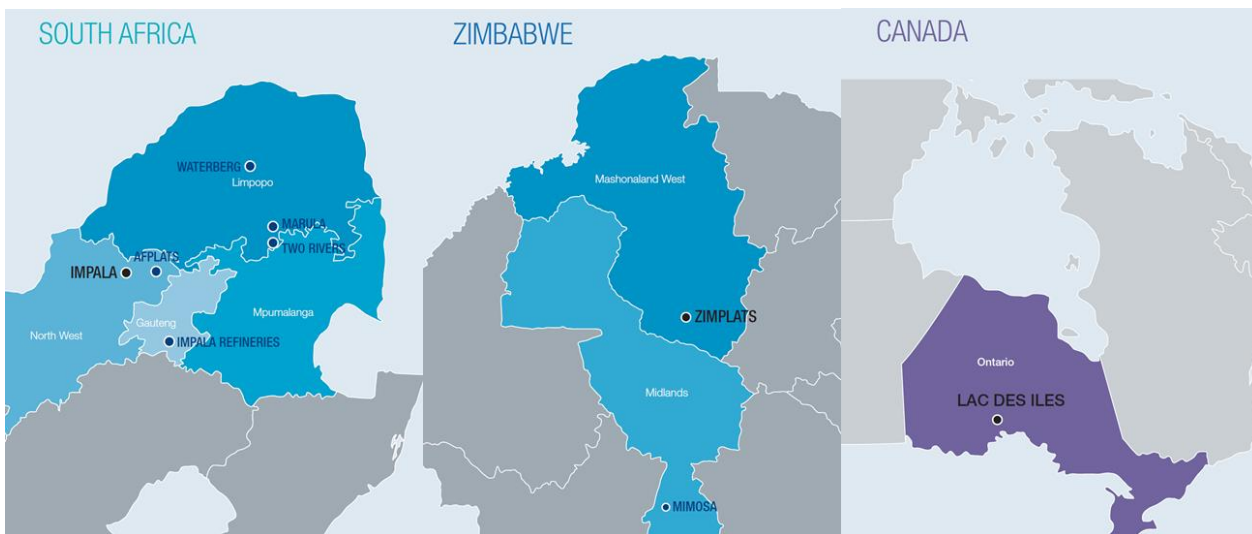 SOUTH AFRICA
WATERBERG
Limpopo
MARULA
TWO RIVERS
AFPLATS
IMPALA
Mpumalanga
Gauteng
North West
IMPALA REFINERIES
ZIMBABWE
Mashonaland West
ZIMPLATS
Midlands
MIMOSA
CANADA
Ontario
LAC DES ILES